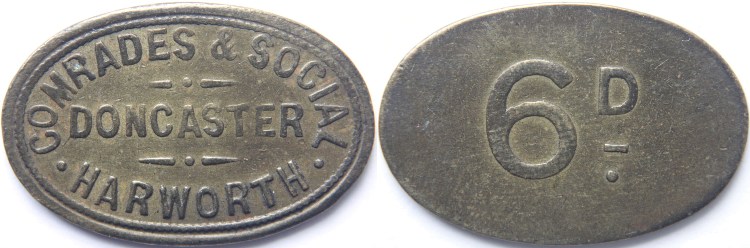 COMRADES & SOCIAL
DONCASTER
· HARWORTH ·
6D